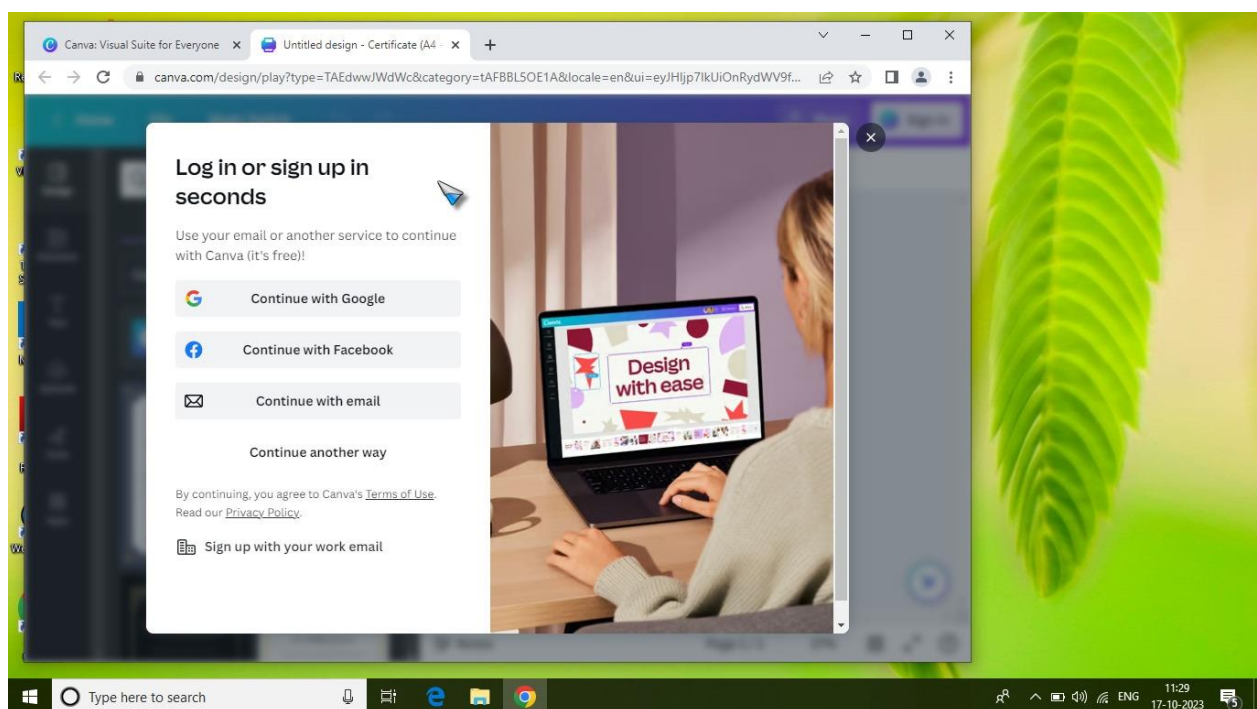 Canva: Visual Suite for Everyone
Untitled design - Certificate (A4 -
canva.com/design/play?type=TAEdwwJWdWc&category=tAFBBL5OE1A&locale=en&ui=eyJHIjp7IkUiOnRydWV9f...
Home
Log in or sign up in
seconds
Use your email or another service to continue
with Canva (it's free)!
Continue with Google
Continue with Facebook
Continue with email
Continue another way
By continuing, you agree to Canva's Terms of Use.
Read our Privacy Policy.
Sign up with your work email
Design
with ease
Type here to search
ENG
11:29
17-10-2023
5